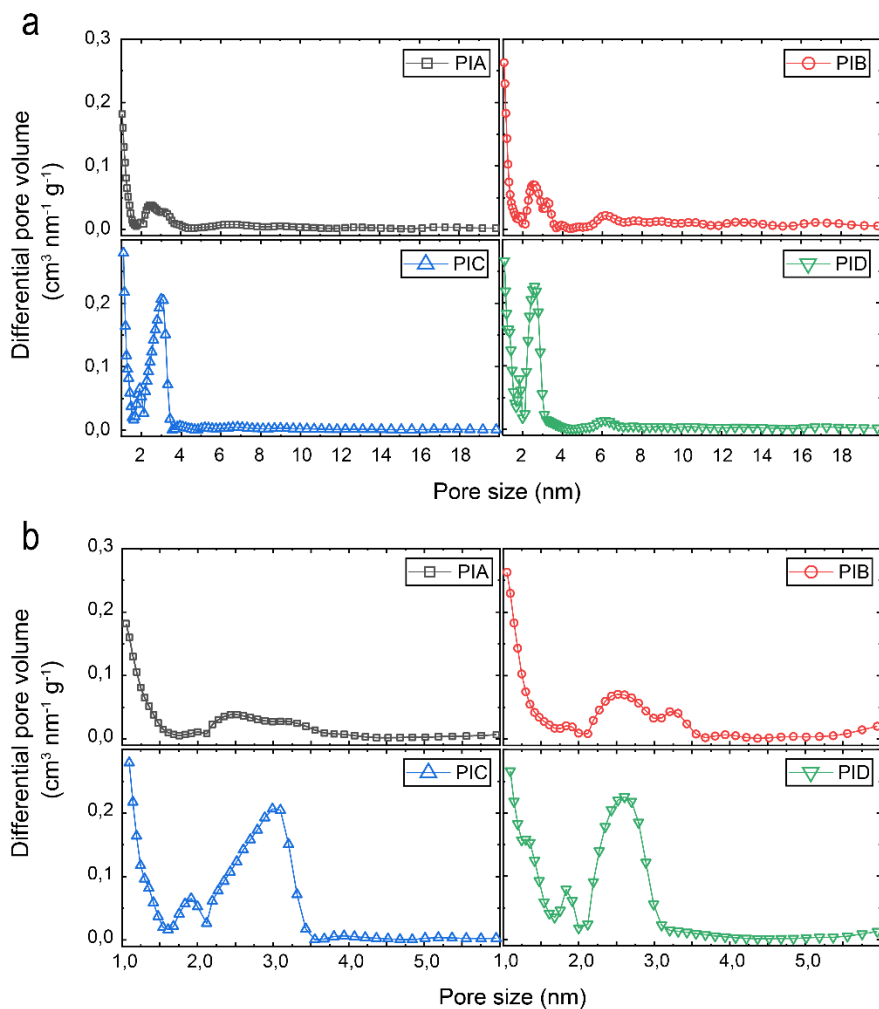 a
Differential pore volume
(cm³ nm⁻¹ g⁻¹)
0,3
0,2
0,1
0,0
PIA
PIB
0,2
0,1
0,0
PIC
PID
2 4 6 8 10 12 14 16 18
2 4 6 8 10 12 14 16 18
Pore size (nm)
b
Differential pore volume
(cm³ nm⁻¹ g⁻¹)
0,3
0,2
0,1
0,0
PIA
PIB
0,2
0,1
0,0
PIC
PID
1,0 2,0 3,0 4,0 5,0
1,0 2,0 3,0 4,0 5,0
Pore size (nm)